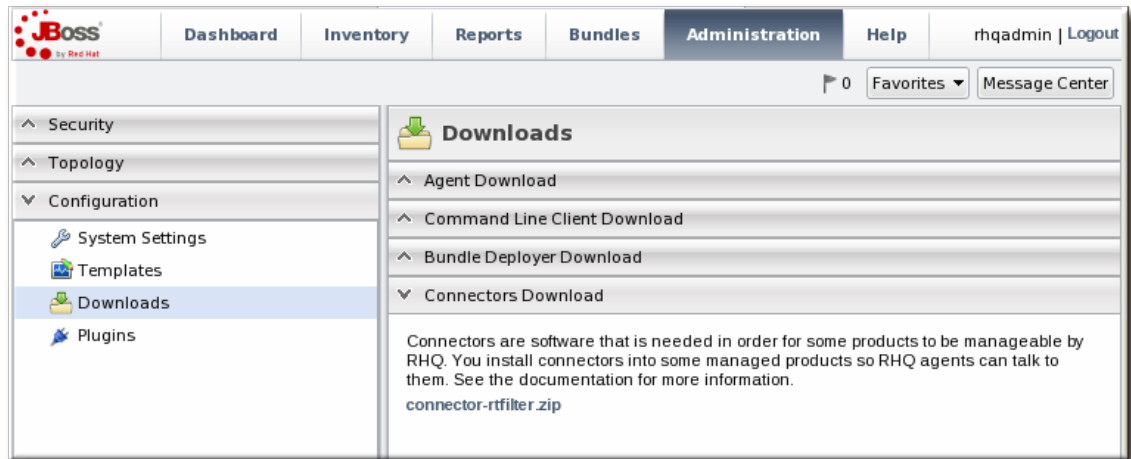 JBoss
by Red Hat
Dashboard
Inventory
Reports
Bundles
Administration
Help
rhqadmin | Logout
0
Favorites
Message Center
Security
Topology
Configuration
System Settings
Templates
Downloads
Plugins
Downloads
Agent Download
Command Line Client Download
Bundle Deployer Download
Connectors Download
Connectors are software that is needed in order for some products to be manageable by
RHQ. You install connectors into some managed products so RHQ agents can talk to
them. See the documentation for more information.
connector-rtfilter.zip